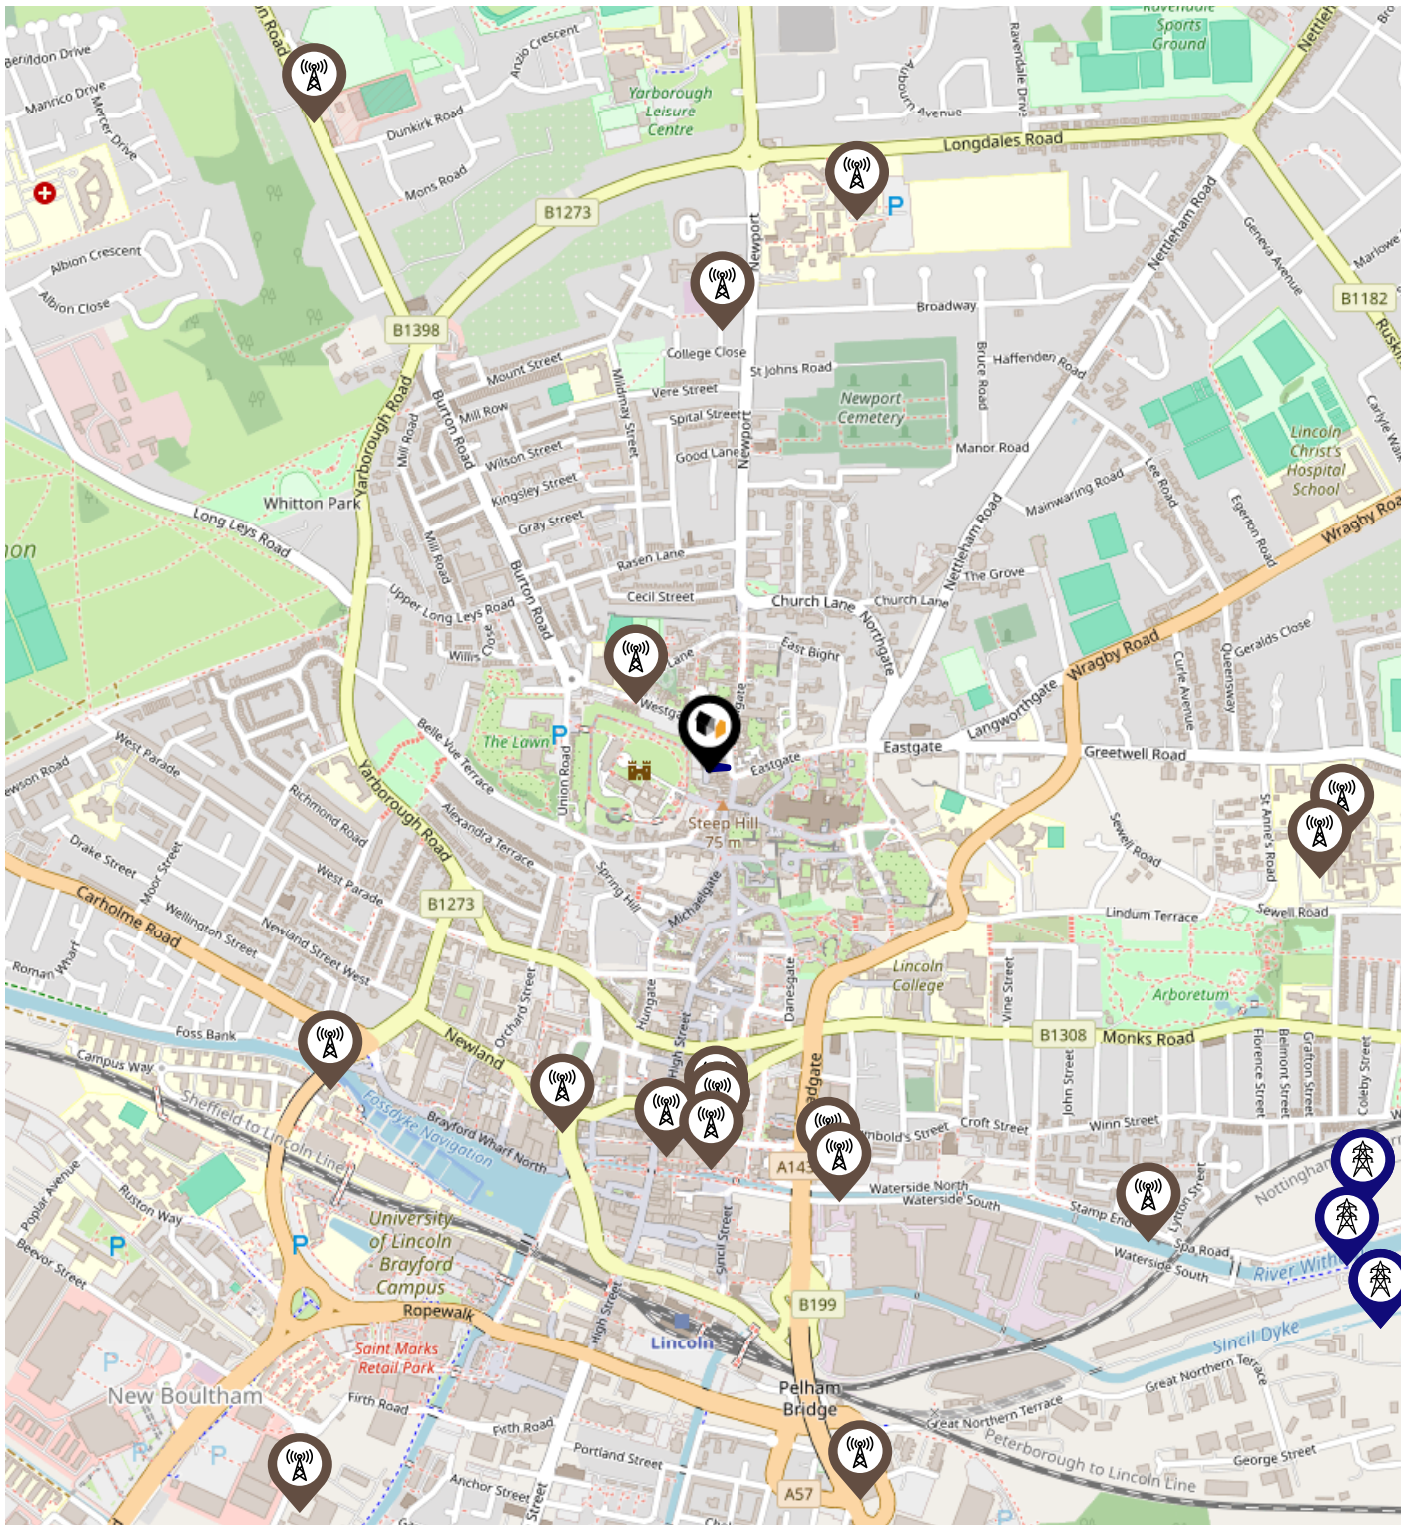 Manrico Drive
Mercer Drive
Albion Crescent
Albion Close
Anzio Crescent
Dunkirk Road
Mons Road
B1273
Yarborough
Leisure
Centre
Aubourn Avenue
Ravendale Drive
Sports
Ground
Longdales Road
P
Newport
Nettleham Road
Geneva Avenue
B1182
Broadway
B1398
College Close
St Johns Road
Bruce Road
Haffenden Road
Mount Street
Mill Row
Mildmay Street
Vere Street
Spital Street
Good Lane
Newport
Newport
Cemetery
Manor Road
Yarborough Road
Mill Road
Burton Road
Wilson Street
Kingsley Street
Gray Street
Whitton Park
Long Leys Road
Lincoln
Christ's
Hospital
School
Mainwaring Road
Lee Road
Egerton Road
Mill Road
Burton Road
Rasen Lane
Cecil Street
Upper Long Leys Road
Willis Close
Church Lane
Church Lane
Northgate
Nettleham Road
The Grove
East Bight
Lane
Wragby Road
Curle Avenue
Queensway
Geralds Close
Langworthgate
Eastgate
Greetwell Road
The Lawn
P
Union Road
Eastgate
Steep Hill
75 m
West Parade
Belle Vue Terrace
Yarborough Road
Richmond Road
Alexandra Terrace
Drake Street
Moor Street
West Parade
Spring Hill
Michaelgate
Sewell Road
St Anne's Road
Sewell Road
Lindum Terrace
Carholme Road
Wellington Street
Newland Street West
B1273
Roman Wharf
Orchard Street
Hungate
High Street
Danesgate
Lincoln
College
Vine Street
Arboretum
B1308
Monks Road
Foss Bank
Campus Way
Newland
Sheffield to Lincoln Line
Fossdyke Navigation
Brayford Wharf North
John Street
Florence Street
Belmont Street
Grafton Street
Coleby Street
Croft Street
Winn Street
Poplar Avenue
Ruston Way
Beevor Street
P
P
University
of Lincoln
- Brayford
Campus
Waterside North
Waterside South
Stamp End
Lytton Street
Spa Road
Waterside South
Sincil Street
High Street
B199
Sincil Dyke
Ropewalk
Lincoln
Saint Marks
Retail Park
P
New Boultham
Firth Road
Firth Road
Pelham
Bridge
Great Northern Terrace
Great Northern Terrace
P
P
Portland Street
Peterborough to Lincoln Line
George Street
Anchor Street
Street
A57
P